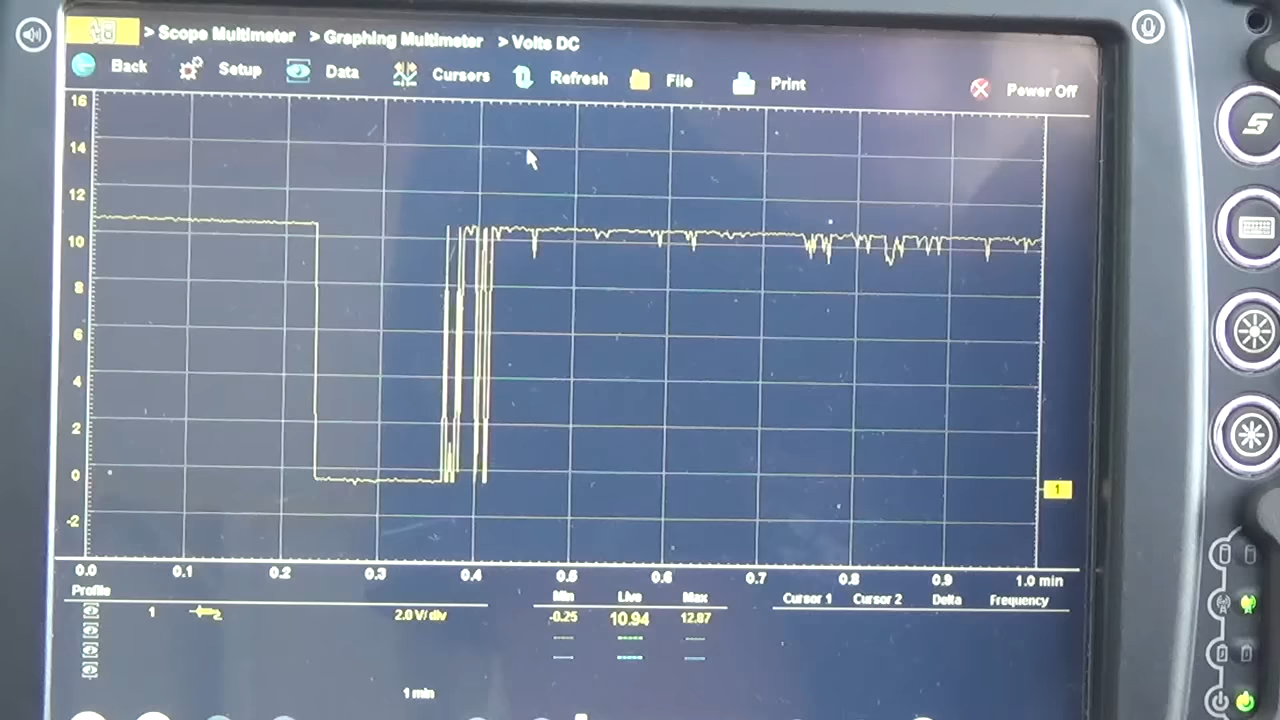 > Scope Multimeter > Graphing Multimeter > Volts DC
Back Setup Data Cursors Refresh File Print Power Off
16
14
12
10
8
6
4
2
0
-2
1
0.0 0.1 0.2 0.3 0.4 0.5 0.6 0.7 0.8 0.9 1.0 min
Profile Min Live Max Cursor 1 Cursor 2 Delta Frequency
1 2 2.0 V/div -0.25 10.94 12.87
1 min
S